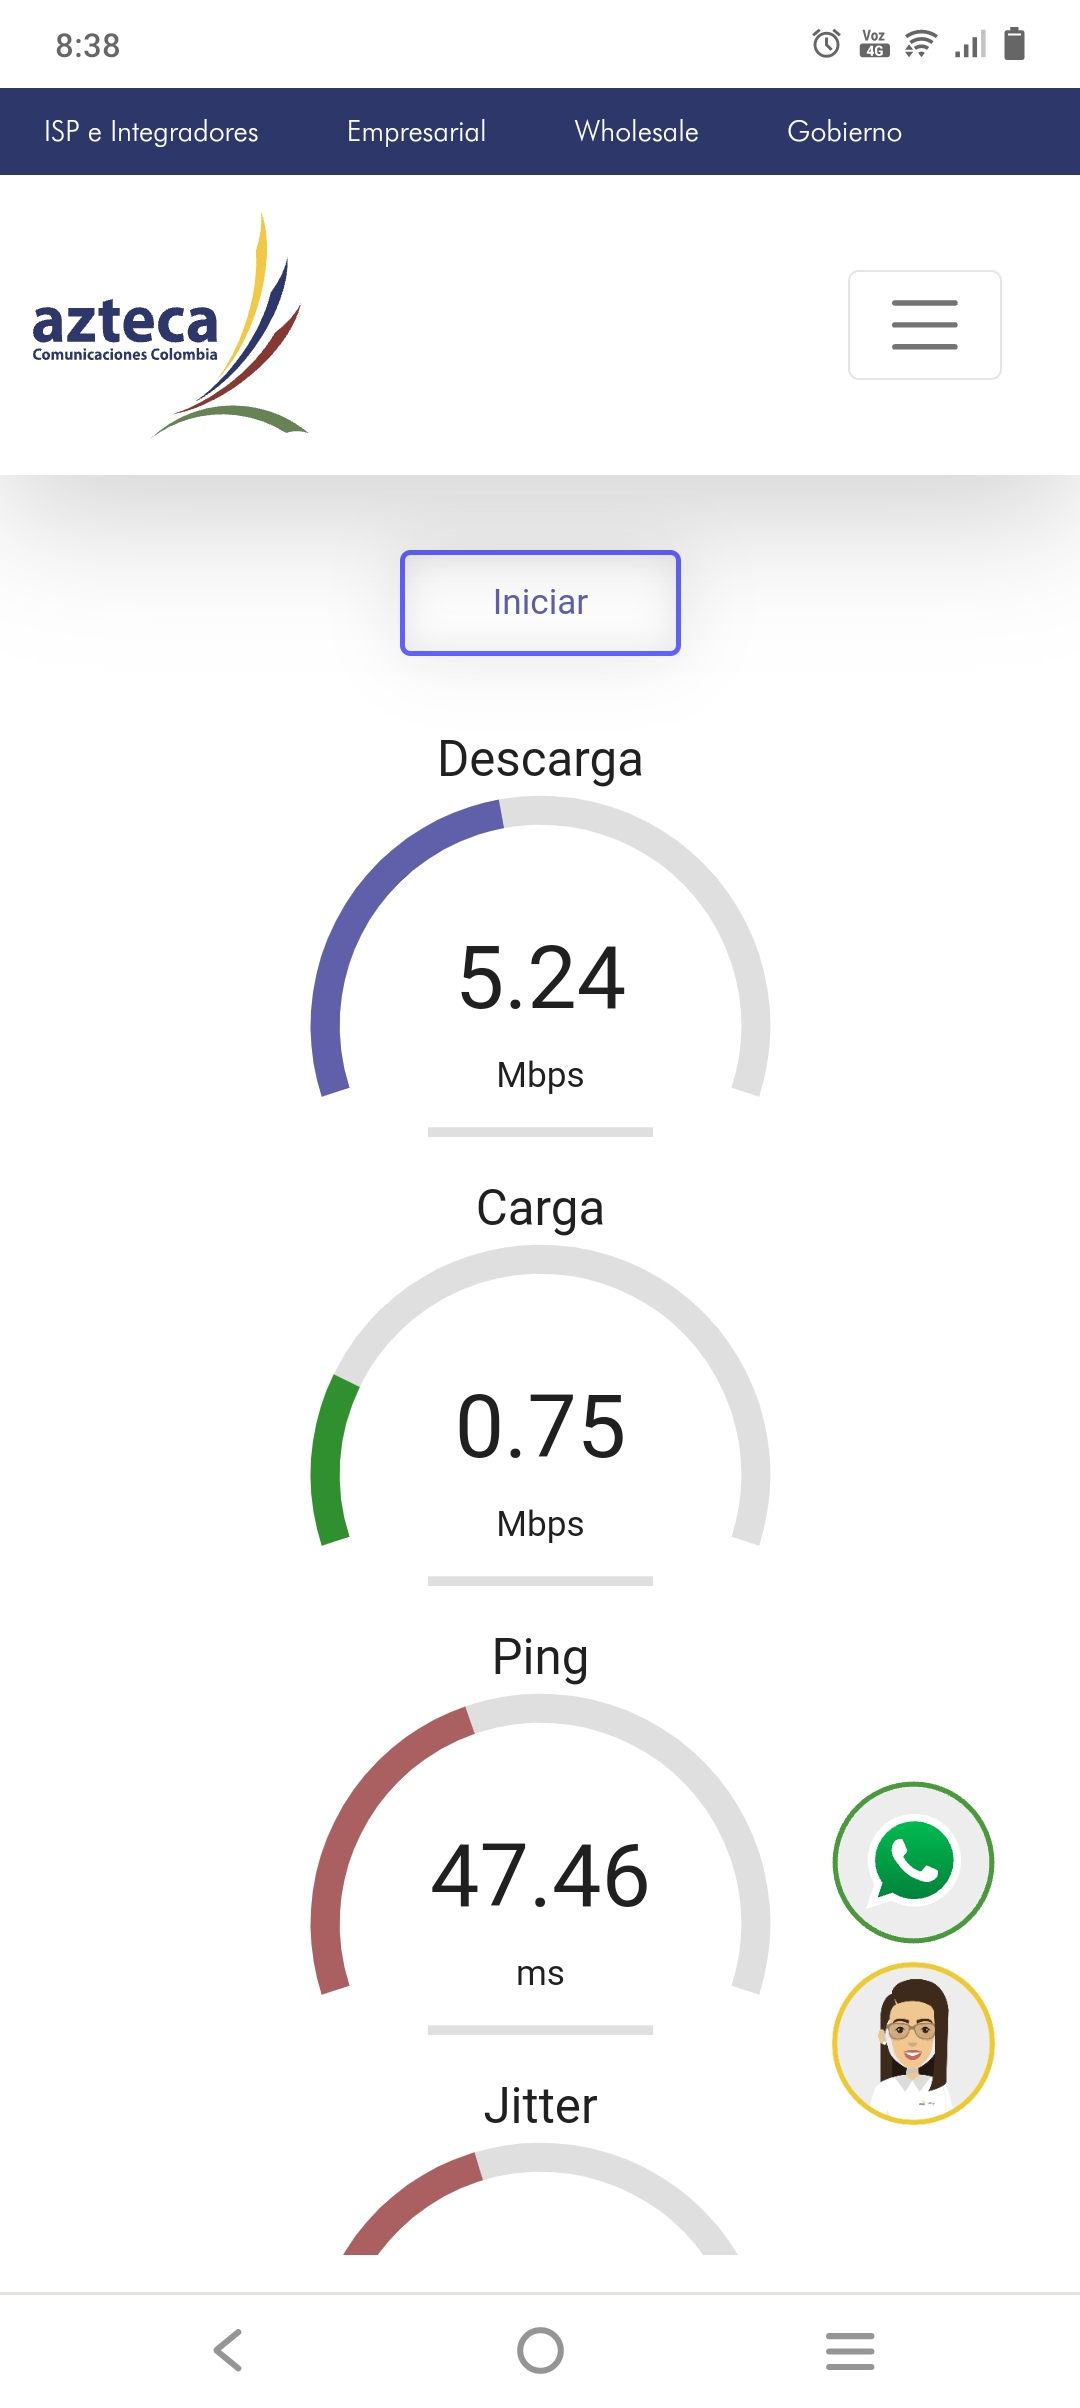 8:38
Voz
4G
ISP e Integradores Empresarial Wholesale Gobierno
azteca
Comunicaciones Colombia
Iniciar
Descarga
5.24
Mbps
Carga
0.75
Mbps
Ping
47.46
ms
Jitter